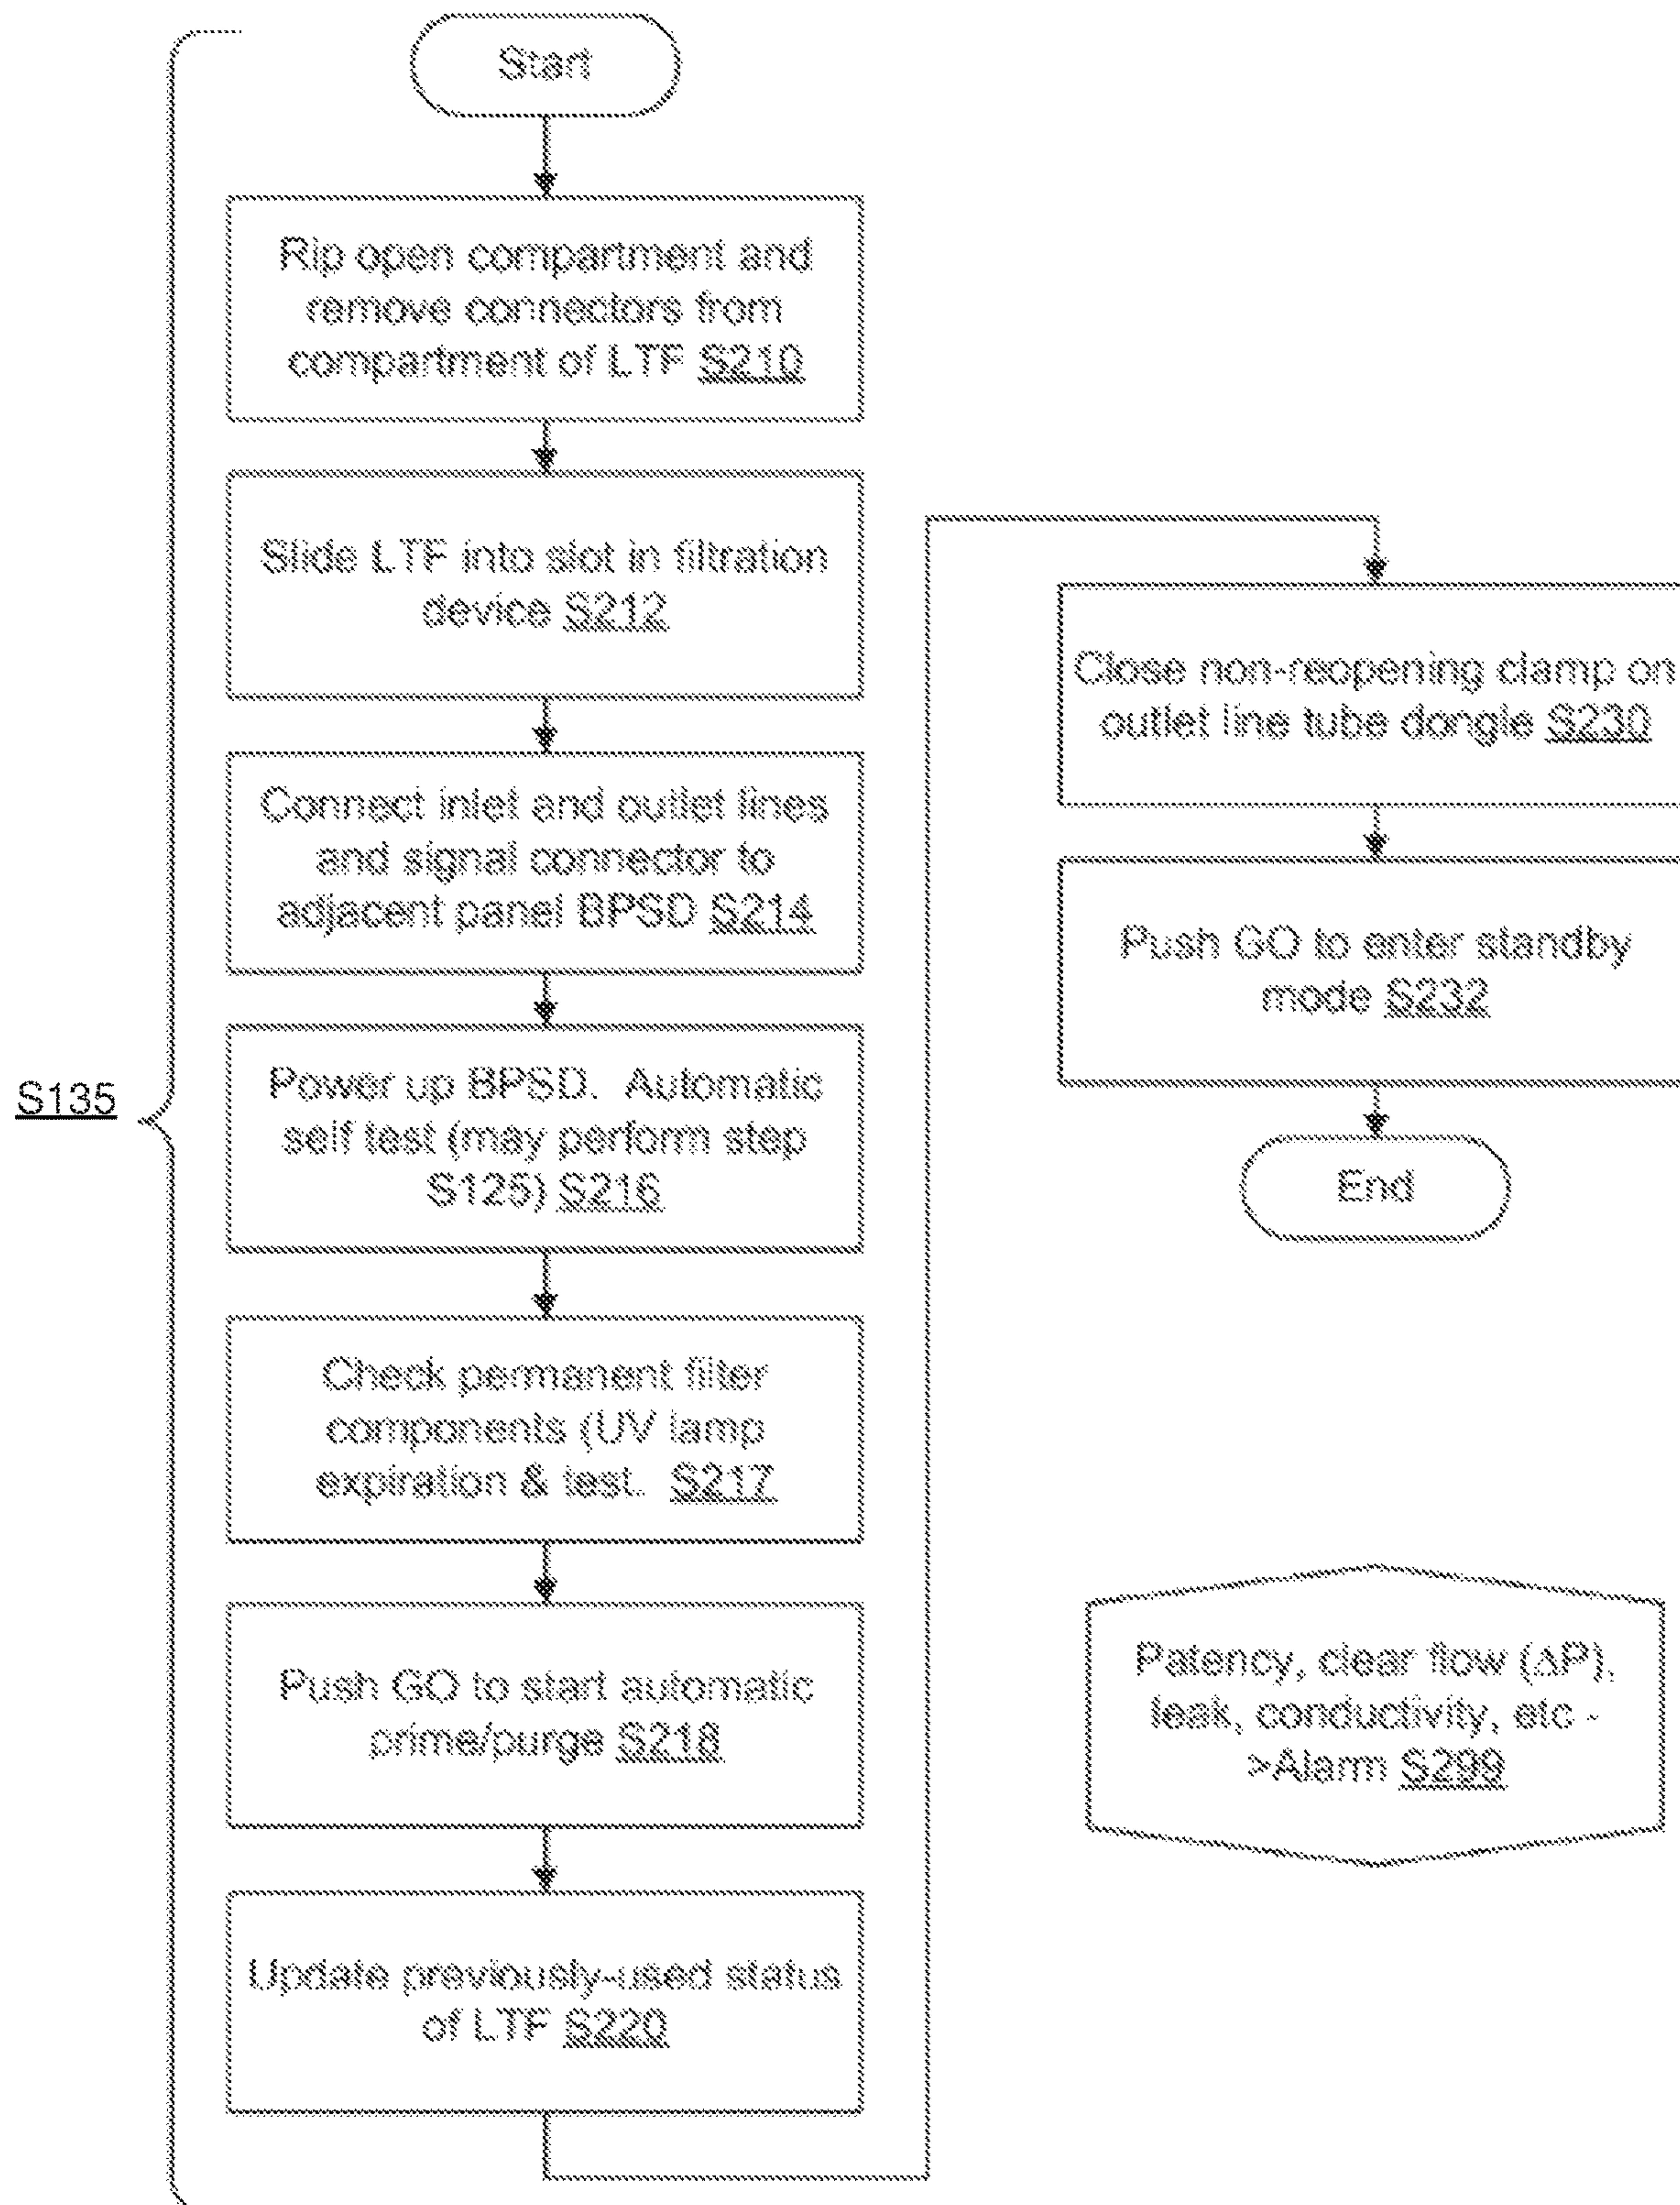 Start
Rip open compartment and
remove connectors from
compartment of LTF S210
Slide LTF into slot in filtration
device S212
Connect inlet and outlet lines
and signal connector to
adjacent panel BPSD S214
Power up BPSD. Automatic
self test (may perform step
S125) S216
Check permanent filter
components (UV lamp
expiration & test. S217
Push GO to start automatic
prime/purge S218
Update previously-used status
of LTF S220
S135
Close non-reopening clamp on
outlet line tube dongle S230
Push GO to enter standby
mode S232
End
Patency, clear flow (ΔP),
leak, conductivity, etc -
>Alarm S299